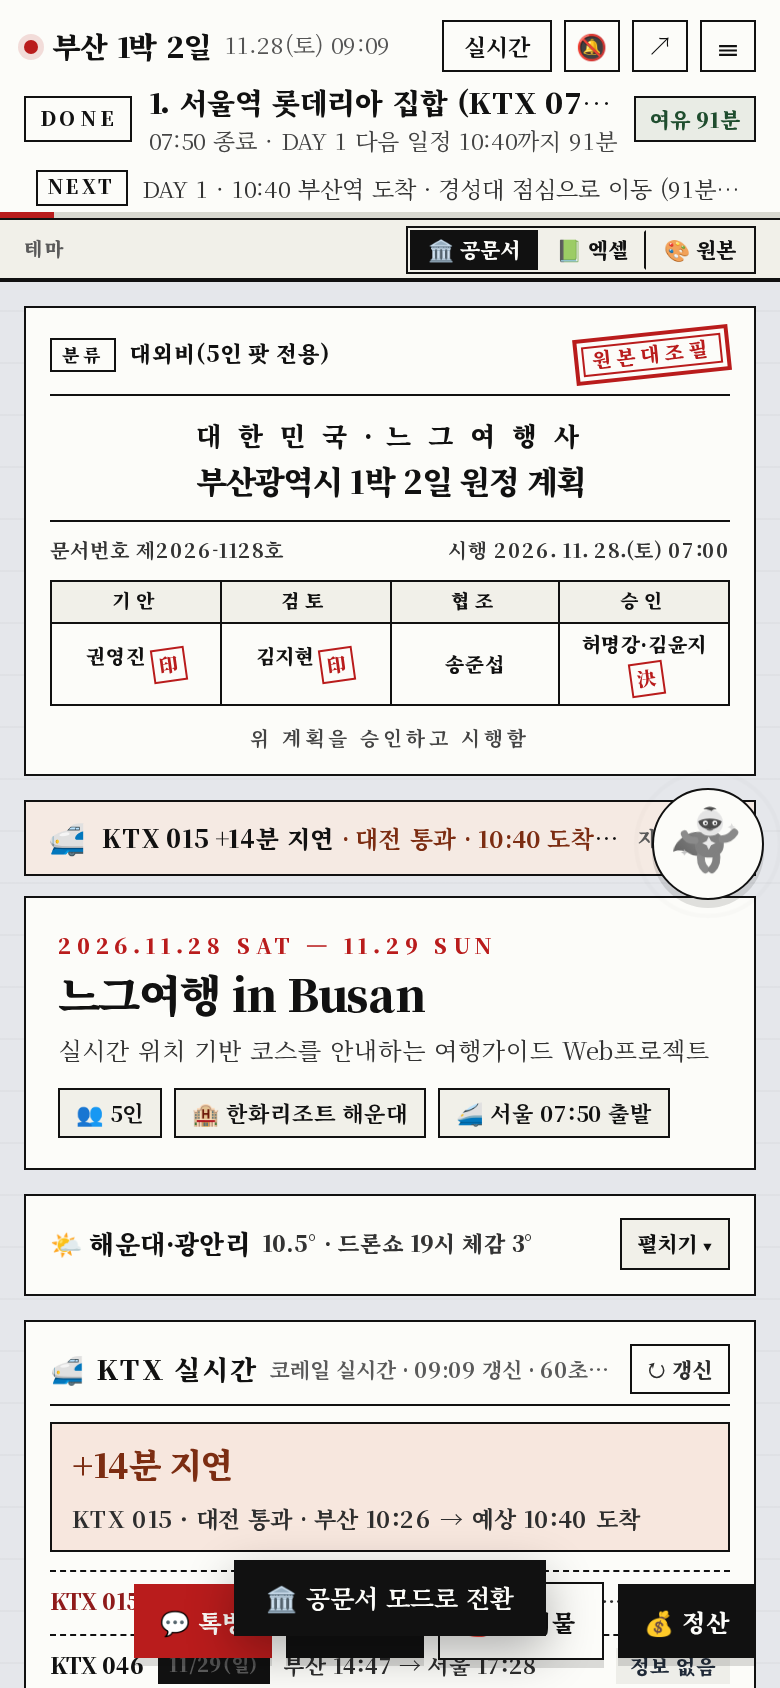 부산 1박 2일 11.28(토) 09:09 실시간
DONE 1. 서울역 롯데리아 집합 (KTX 07… 여유 91분
07:50 종료 · DAY 1 다음 일정 10:40까지 91분
NEXT DAY 1 · 10:40 부산역 도착 · 경성대 점심으로 이동 (91분…
테마 공문서 엑셀 원본
분류 대외비(5인 팟 전용) 원본대조필
대한민국·느그여행사
부산광역시 1박 2일 원정 계획
문서번호 제2026-1128호 시행 2026. 11. 28.(토) 07:00
기안 검토 협조 승인
권영진 印 김지현 印 송준섭 허명강·김윤지
決
위 계획을 승인하고 시행함
KTX 015 +14분 지연 · 대전 통과 · 10:40 도착…
2026.11.28 SAT — 11.29 SUN
느그여행 in Busan
실시간 위치 기반 코스를 안내하는 여행가이드 Web프로젝트
5인 한화리조트 해운대 서울 07:50 출발
해운대·광안리 10.5° · 드론쇼 19시 체감 3° 펼치기 ▾
KTX 실시간 코레일 실시간 · 09:09 갱신 · 60초… ↻ 갱신
+14분 지연
KTX 015 · 대전 통과 · 부산 10:26 → 예상 10:40 도착
KTX 015
톡방 공문서 모드로 전환 물 정산
KTX 046 11/29(일) 부산 14:47 → 서울 17:28 정보 없음